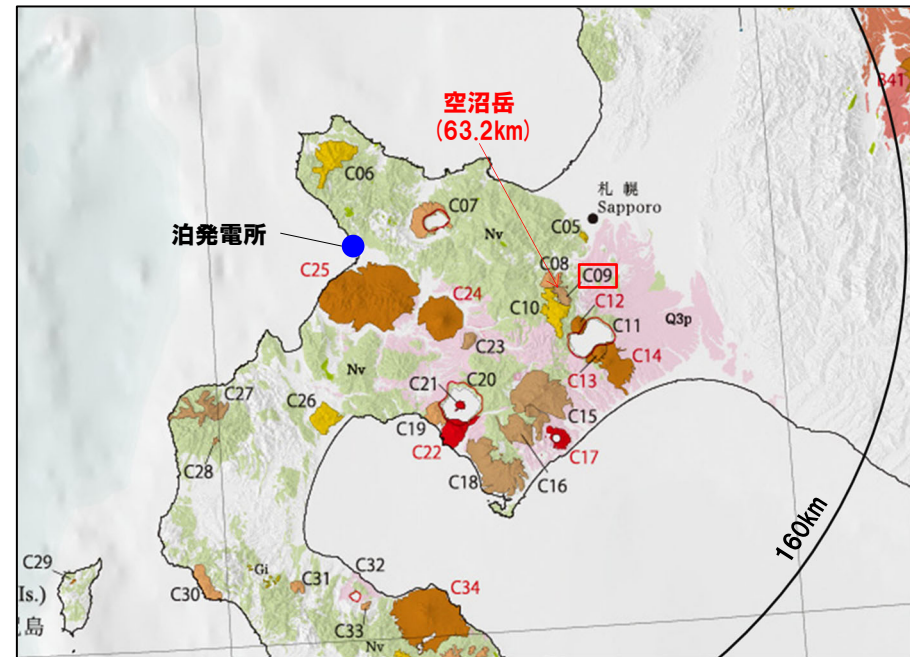 空沼岳
(63.2km)
B41
C06
札幌
Sapporo
C07
C05
Nv
泊発電所
C08
C09
C25
C24
C10
C12
C11
Q3p
C23
C14
C13
Nv
C21
C20
C27
C26
C15
C19
C22
C17
C28
C18
C16
160km
C29
C32
Gi
C31
C34
Is.)
C30
C33
島
Nv